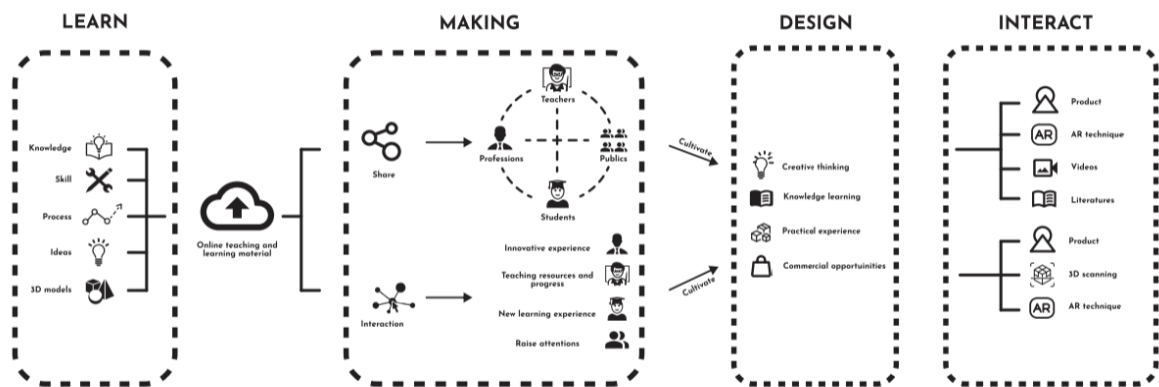 LEARN
MAKING
DESIGN
INTERACT
Knowledge
Skill
Process
Ideas
3D models
Online teaching and
learning material
Share
Interaction
Teachers
Professions
Publics
Students
Innovative experience
Teaching resources and
progress
New learning experience
Raise attentions
Cultivate
Cultivate
Creative thinking
Knowledge learning
Practical experience
Commercial opportuinities
Product
AR
AR technique
Videos
Literatures
Product
3D scanning
AR
AR technique